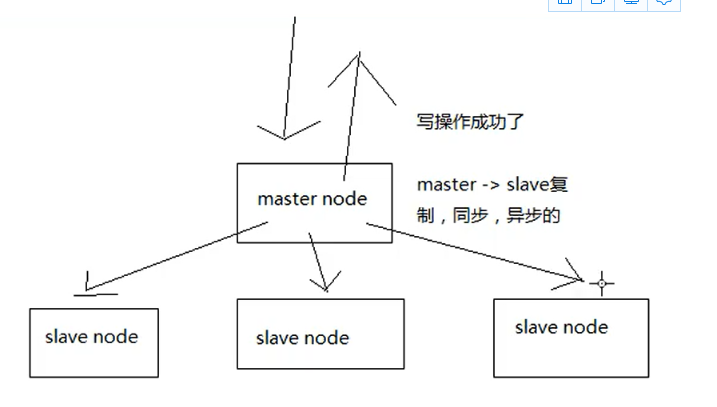 写操作成功了
master node
master -> slave复
制，同步，异步的
slave node
slave node
slave node